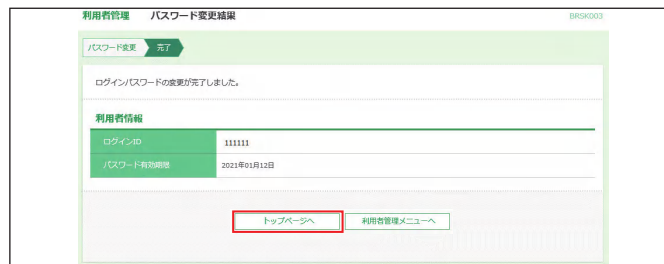 利用者管理 パスワード変更結果 BRSK003
パスワード変更 完了
ログインパスワードの変更が完了しました。
利用者情報
ログインID 111111
パスワード有効期限 2021年01月12日
トップページへ 利用者管理メニューへ